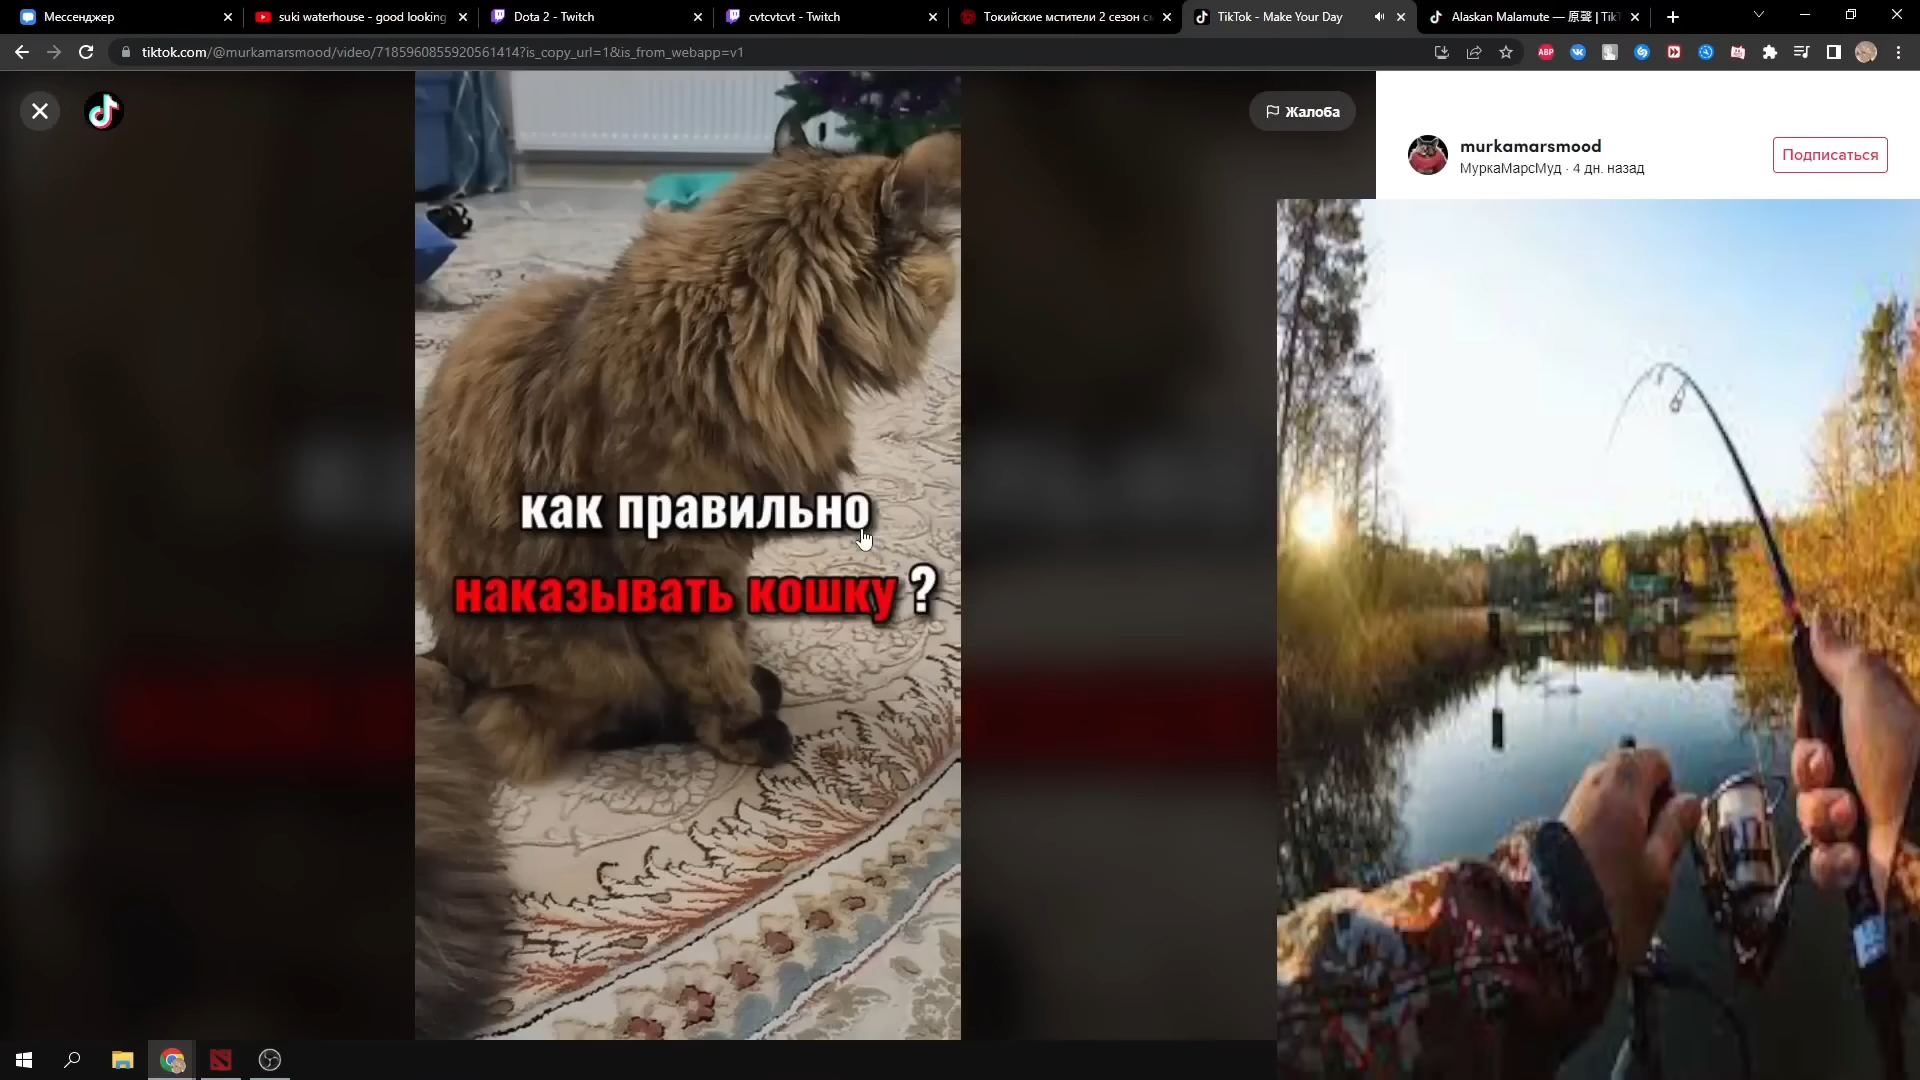 Мессенджер
suki waterhouse - good looking
Dota 2 - Twitch
cvtcvtcvt - Twitch
Токийские мстители 2 сезон см
TikTok - Make Your Day
Alaskan Malamute — 原聲 | Tik
tiktok.com/@murkamarsmood/video/7185960855920561414?is_copy_url=1&is_from_webapp=v1
ABP
Жалоба
murkamarsmood
МуркаМарсМуд · 4 дн. назад
Подписаться
как правильно
наказывать кошку ?